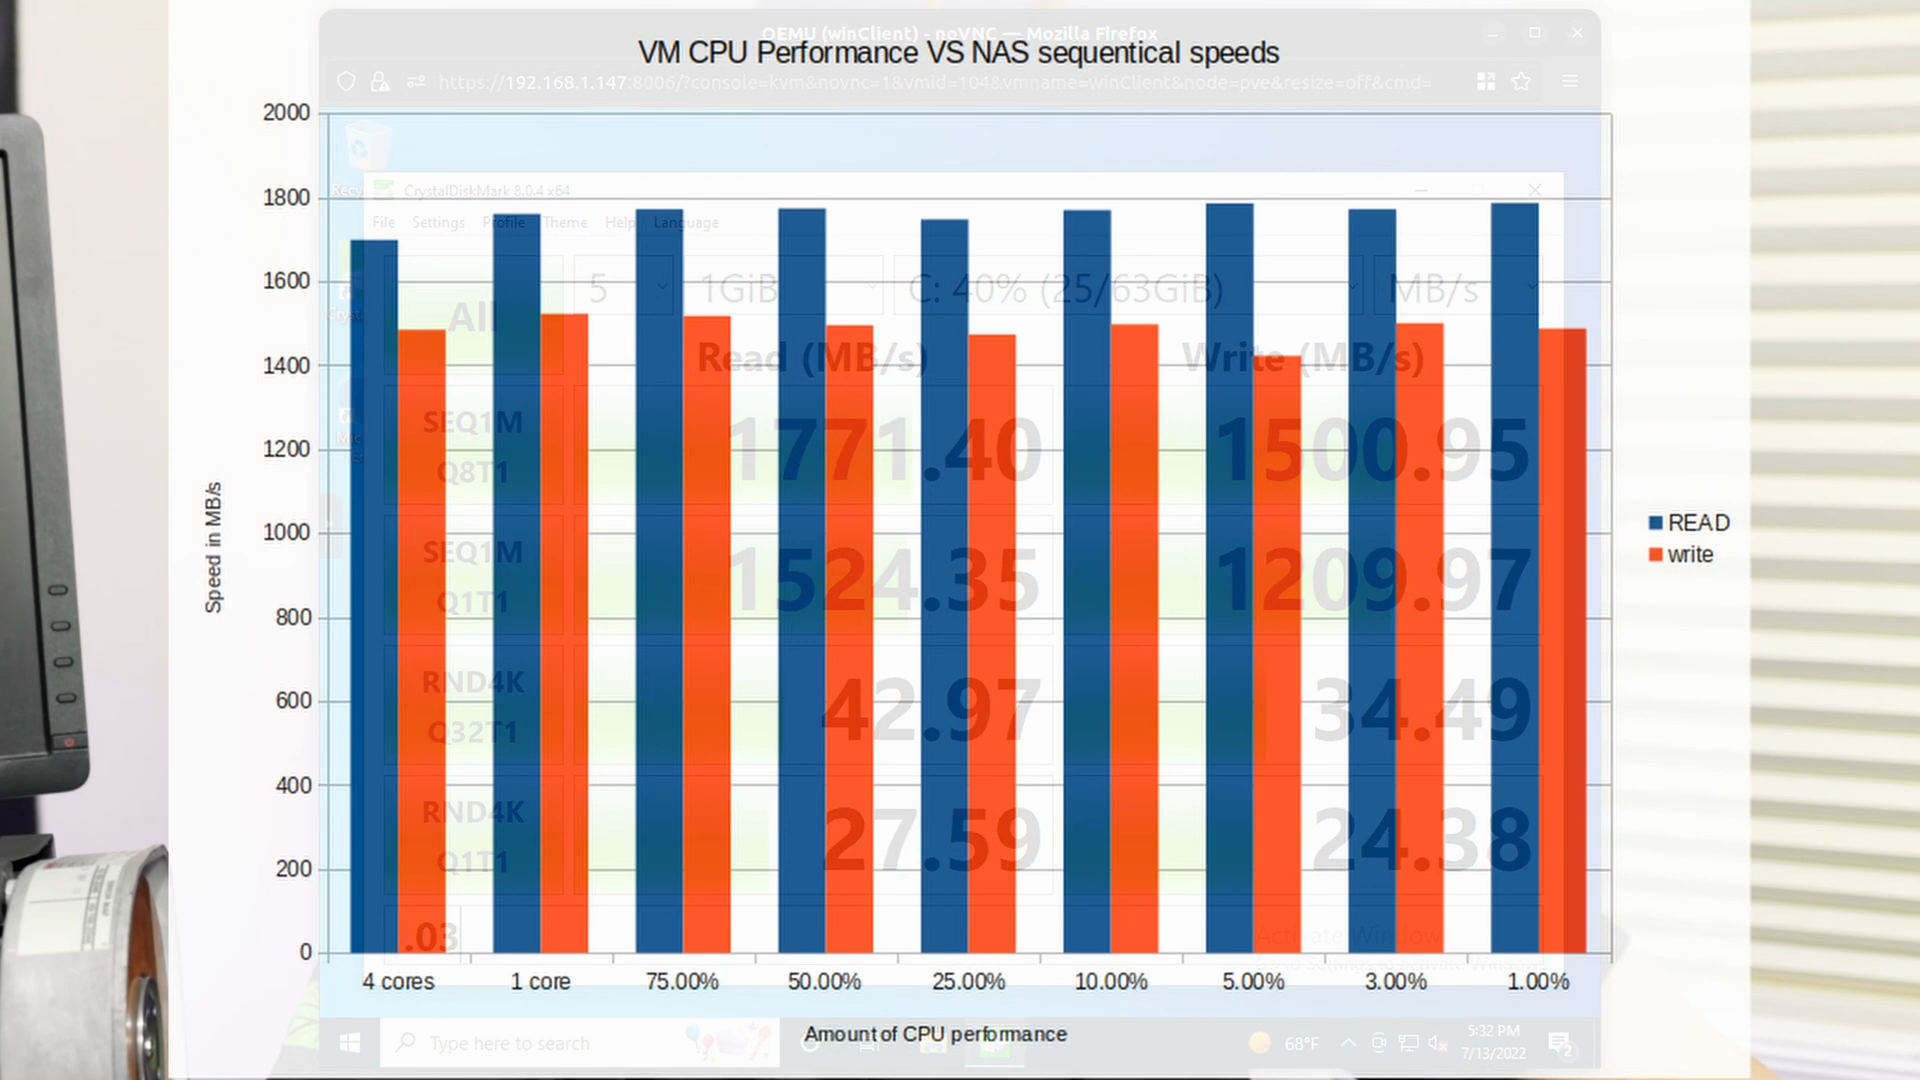 QEMU (winClient) - noVNC — Mozilla Firefox
VM CPU Performance VS NAS sequentical speeds
https://192.168.1.147:8006/?console=kvm&novnc=1&vmid=104&vmname=winClient&node=pve&resize=off&cmd=
2000
1800
1600
1400
1200
1000
800
600
400
200
0
Speed in MB/s
CrystalDiskMark 8.0.4 x64
File Settings Profile Theme Help Language
All
5
1GiB
C: 40% (25/63GiB)
MB/s
Read (MB/s)
Write (MB/s)
SEQ1M
Q8T1
1771.40
1500.95
SEQ1M
Q1T1
1524.35
1209.97
RND4K
Q32T1
42.97
34.49
RND4K
Q1T1
27.59
24.38
.03
READ
write
4 cores
1 core
75.00%
50.00%
25.00%
10.00%
5.00%
3.00%
1.00%
Amount of CPU performance
Type here to search
68°F
5:32 PM
7/13/2022
2